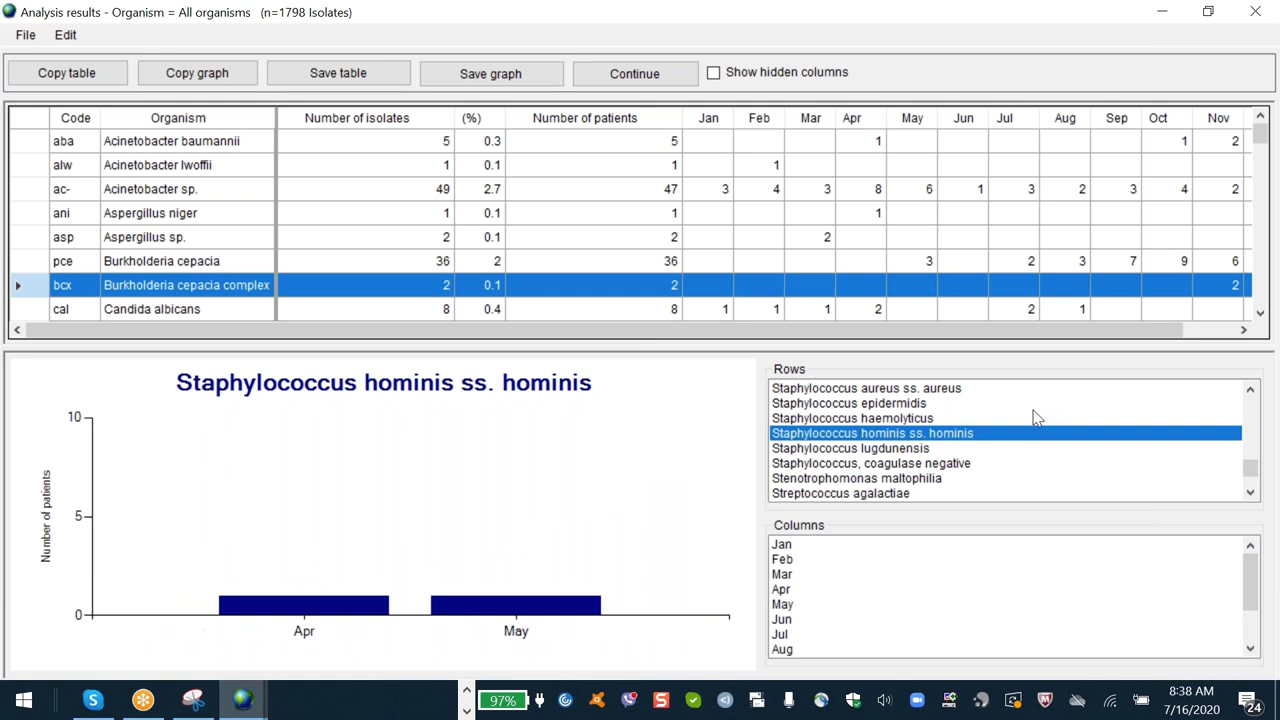 Analysis results - Organism = All organisms (n=1798 Isolates)
File Edit
Copy table Copy graph Save table Save graph Continue Show hidden columns
Code Organism Number of isolates (%) Number of patients Jan Feb Mar Apr May Jun Jul Aug Sep Oct Nov
aba Acinetobacter baumannii 5 0.3 5 1 1 2
alw Acinetobacter lwoffii 1 0.1 1 1
ac- Acinetobacter sp. 49 2.7 47 3 4 3 8 6 1 3 2 3 4 2
ani Aspergillus niger 1 0.1 1 1
asp Aspergillus sp. 2 0.1 2 2
pce Burkholderia cepacia 36 2 36 3 2 3 7 9 6
bcx Burkholderia cepacia complex 2 0.1 2 2
cal Candida albicans 8 0.4 8 1 1 1 2 2 1
Staphylococcus hominis ss. hominis
10
5
0
Number of patients
Apr May
Rows
Staphylococcus aureus ss. aureus
Staphylococcus epidermidis
Staphylococcus haemolyticus
Staphylococcus hominis ss. hominis
Staphylococcus lugdunensis
Staphylococcus, coagulase negative
Stenotrophomonas maltophilia
Streptococcus agalactiae
Columns
Jan
Feb
Mar
Apr
May
Jun
Jul
Aug
97%
8:38 AM
7/16/2020
24